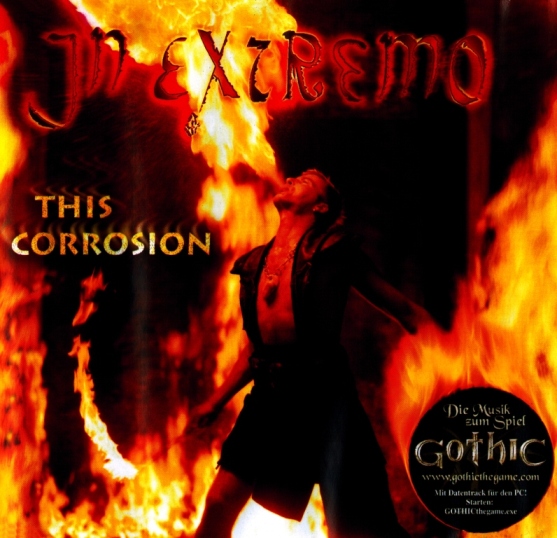 In Extremo
THIS
CORROSION
Die Musik
zum Spiel
GOTHIC
www.gothicthegame.com
Mit Datentrack für den PC!
Starten:
GOTHICthegame.exe